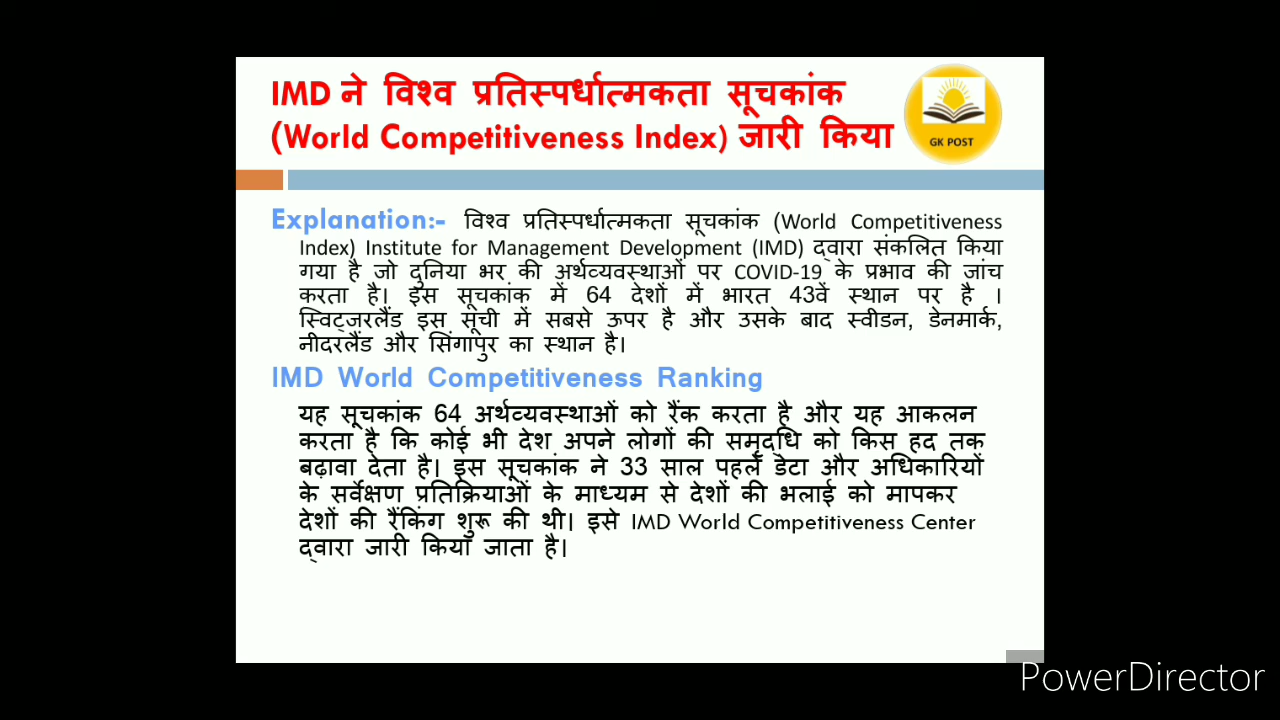 IMD ने विश्व प्रतिस्पर्धात्मकता सूचकांक
(World Competitiveness Index) जारी किया
GK POST
Explanation:- विश्व प्रतिस्पर्धात्मकता सूचकांक (World Competitiveness
Index) Institute for Management Development (IMD) द्वारा संकलित किया
गया है जो दुनिया भर की अर्थव्यवस्थाओं पर COVID-19 के प्रभाव की जांच
करता है। इस सूचकांक में 64 देशों में भारत 43वें स्थान पर है ।
स्विट्जरलैंड इस सूची में सबसे ऊपर है और उसके बाद स्वीडन, डेनमार्क,
नीदरलैंड और सिंगापुर का स्थान है।
IMD World Competitiveness Ranking
यह सूचकांक 64 अर्थव्यवस्थाओं को रैंक करता है और यह आकलन
करता है कि कोई भी देश अपने लोगों की समृद्धि को किस हद तक
बढ़ावा देता है। इस सूचकांक ने 33 साल पहले डेटा और अधिकारियों
के सर्वेक्षण प्रतिक्रियाओं के माध्यम से देशों की भलाई को मापकर
देशों की रैंकिंग शुरू की थी। इसे IMD World Competitiveness Center
द्वारा जारी किया जाता है।
PowerDirector